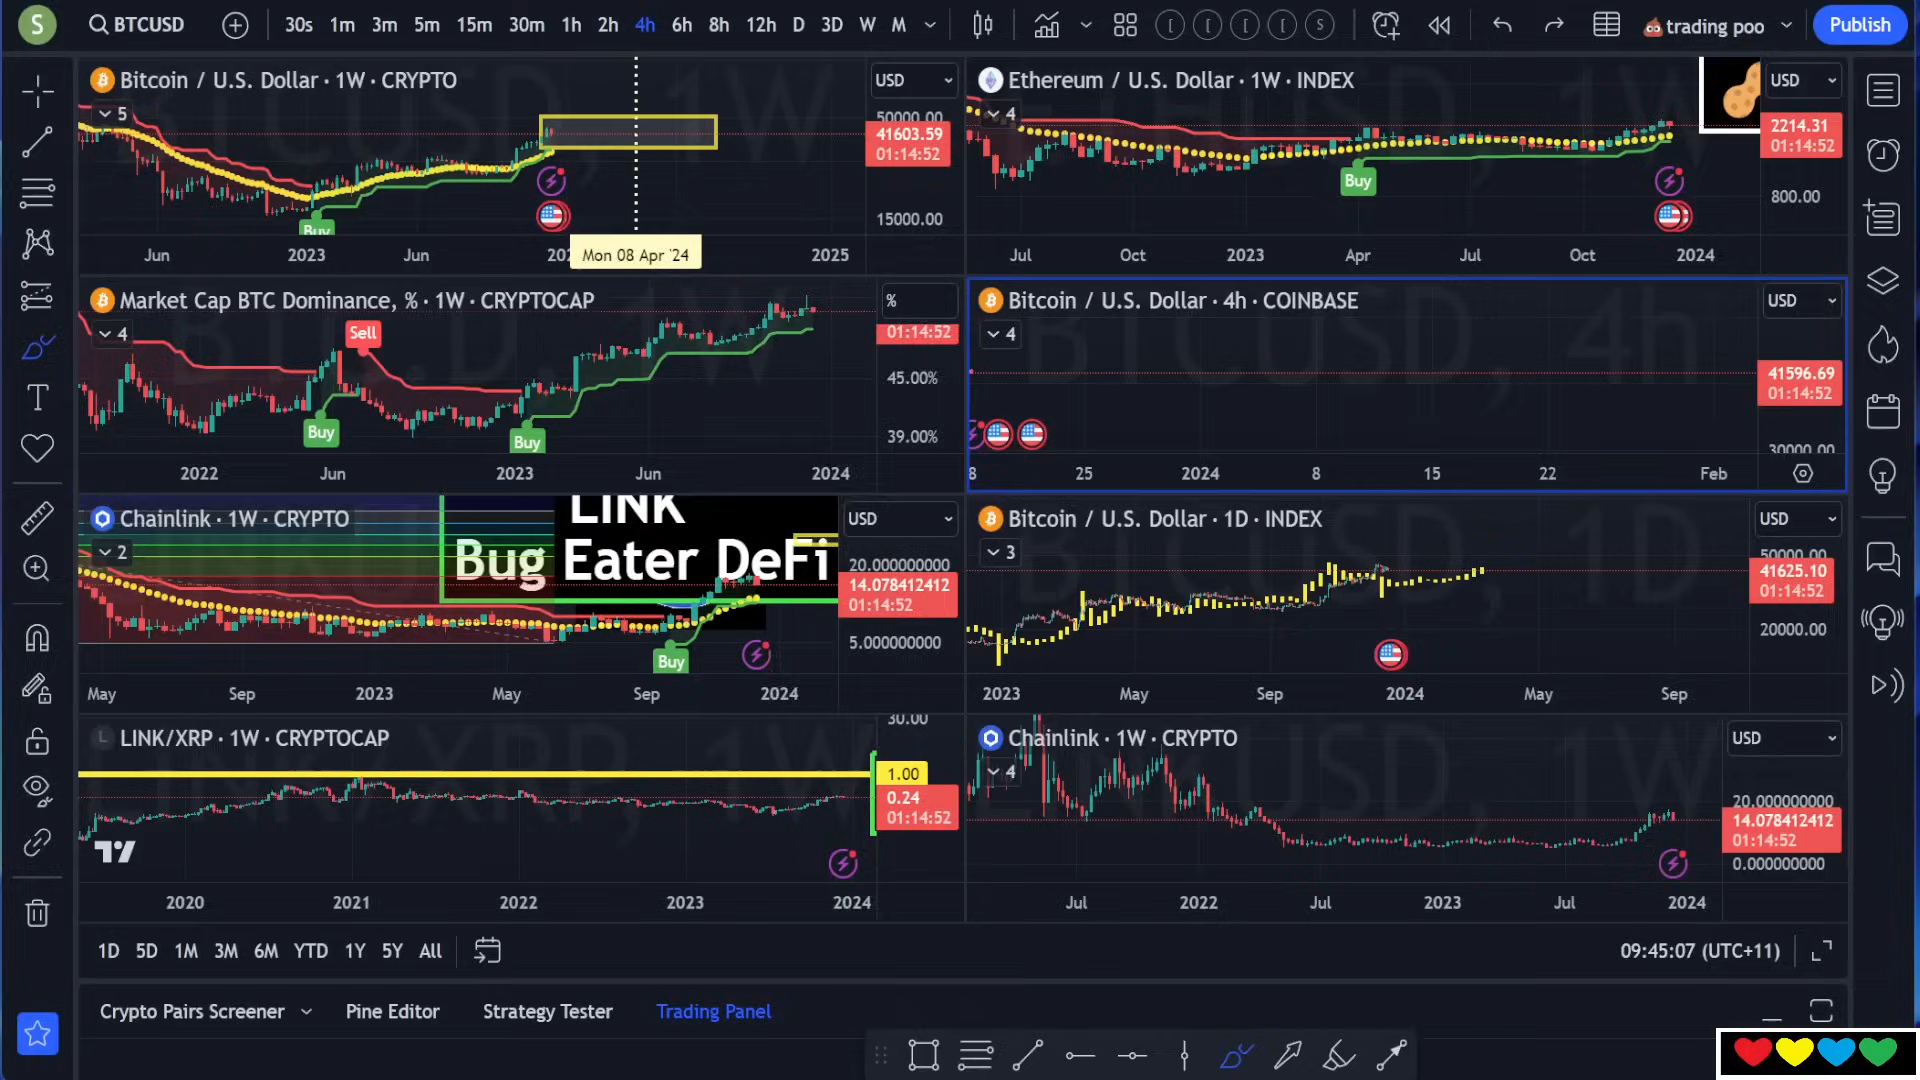 S BTCUSD 30s 1m 3m 5m 15m 30m 1h 2h 4h 6h 8h 12h D 3D W M [ [ [ [ S 💩trading poo Publish
Bitcoin / U.S. Dollar · 1W · CRYPTO USD
5
50000.00
41603.59
01:14:52
15000.00
Buy
Jun 2023 Jun Mon 08 Apr '24 2025
Ethereum / U.S. Dollar · 1W · INDEX USD
4
2214.31
01:14:52
Buy
800.00
Jul Oct 2023 Apr Jul Oct 2024
Market Cap BTC Dominance, % · 1W · CRYPTOCAP %
4
Sell
01:14:52
45.00%
Buy Buy
39.00%
2022 Jun 2023 Jun 2024
Bitcoin / U.S. Dollar · 4h · COINBASE USD
4
41596.69
01:14:52
30000.00
8 25 2024 8 15 22 Feb
Chainlink · 1W · CRYPTO USD
2
LINK
Bug Eater DeFi
20.000000000
14.078412412
01:14:52
5.000000000
Buy
May Sep 2023 May Sep 2024
Bitcoin / U.S. Dollar · 1D · INDEX USD
3
50000.00
41625.10
01:14:52
20000.00
2023 May Sep 2024 May Sep
LINK/XRP · 1W · CRYPTOCAP
30.00
1.00
0.24
01:14:52
2020 2021 2022 2023 2024
Chainlink · 1W · CRYPTO USD
4
20.000000000
14.078412412
01:14:52
0.000000000
Jul 2022 Jul 2023 Jul 2024
1D 5D 1M 3M 6M YTD 1Y 5Y All 09:45:07 (UTC+11)
Crypto Pairs Screener Pine Editor Strategy Tester Trading Panel